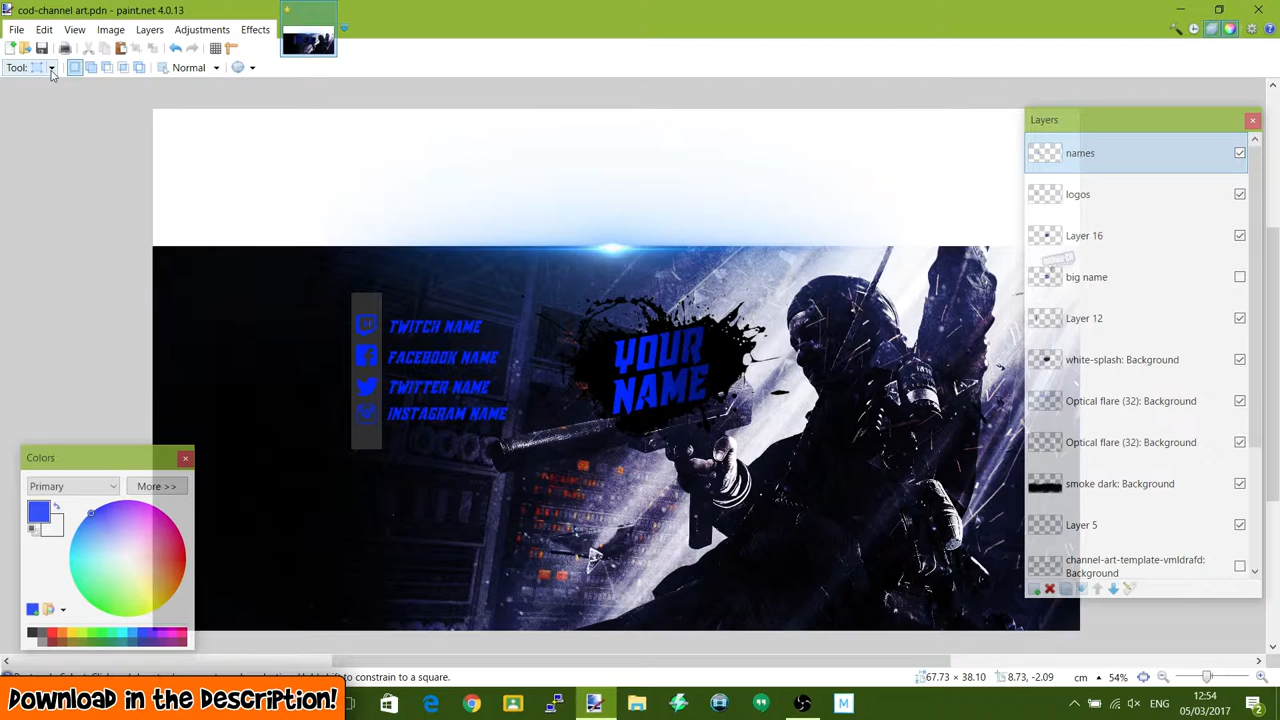 cod-channel art.pdn - paint.net 4.0.13
File Edit View Image Layers Adjustments Effects
Tool: Normal
Layers
names
logos
Layer 16
big name
Layer 12
white-splash: Background
Optical flare (32): Background
Optical flare (32): Background
smoke dark: Background
Layer 5
channel-art-template-vmldrafd:
Background
TWITCH NAME
FACEBOOK NAME
TWITTER NAME
INSTAGRAM NAME
YOUR
NAME
Colors
Primary More >>
to constrain to a square. 67.73 × 38.10 8.73, -2.09 cm 54%
Download in the Description!
M
ENG
12:54
05/03/2017
2